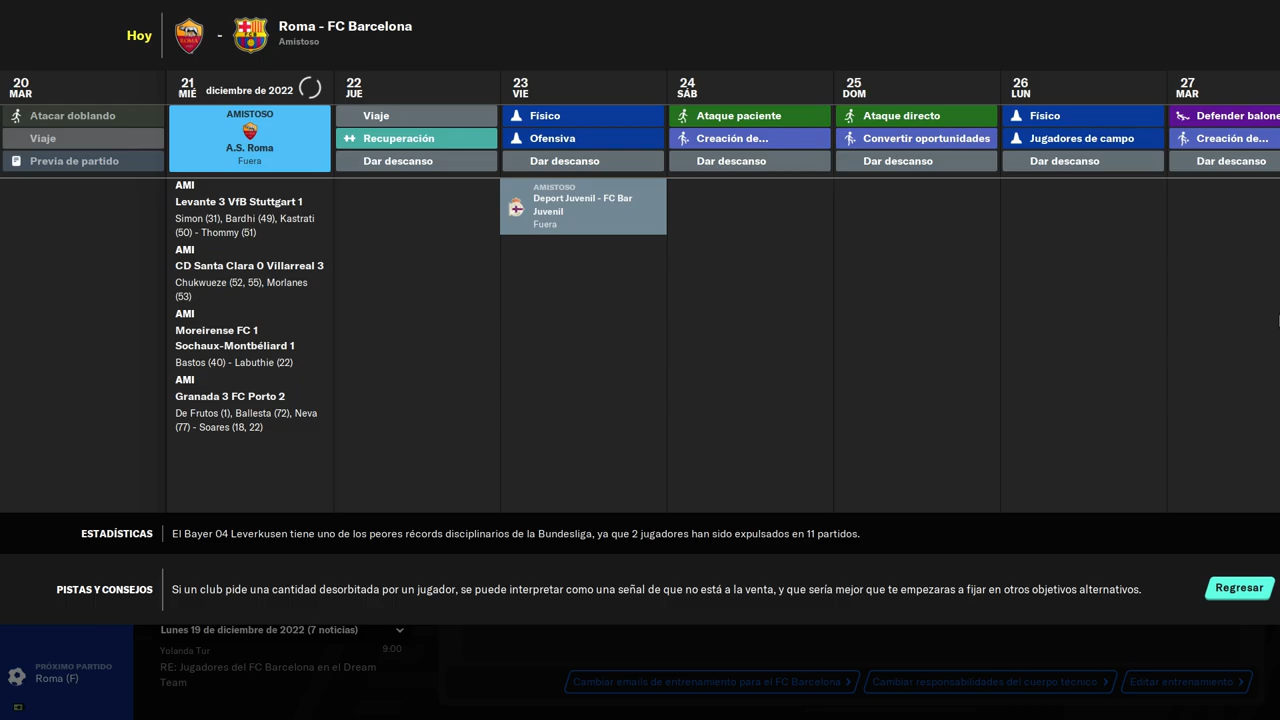 Hoy
Roma - FC Barcelona
Amistoso
20
MAR
21
MIÉ
diciembre de 2022
22
JUE
23
VIE
24
SÁB
25
DOM
26
LUN
27
MAR
Atacar doblando
Viaje
Previa de partido
AMISTOSO
A.S. Roma
Fuera
Viaje
Recuperación
Dar descanso
Físico
Ofensiva
Dar descanso
Ataque paciente
Creación de...
Dar descanso
Ataque directo
Convertir oportunidades
Dar descanso
Físico
Jugadores de campo
Dar descanso
Defender balone
Creación de...
Dar descanso
AMI
Levante 3 VfB Stuttgart 1
Simon (31), Bardhi (49), Kastrati
(50) - Thommy (51)
AMI
CD Santa Clara 0 Villarreal 3
Chukwueze (52, 55), Morlanes
(53)
AMI
Moreirense FC 1
Sochaux-Montbéliard 1
Bastos (40) - Labuthie (22)
AMI
Granada 3 FC Porto 2
De Frutos (1), Ballesta (72), Neva
(77) - Soares (18, 22)
AMISTOSO
Deport Juvenil - FC Bar
Juvenil
Fuera
ESTADÍSTICAS
El Bayer 04 Leverkusen tiene uno de los peores récords disciplinarios de la Bundesliga, ya que 2 jugadores han sido expulsados en 11 partidos.
PISTAS Y CONSEJOS
Si un club pide una cantidad desorbitada por un jugador, se puede interpretar como una señal de que no está a la venta, y que sería mejor que te empezaras a fijar en otros objetivos alternativos.
Regresar
Lunes 19 de diciembre de 2022 (7 noticias)
Yolanda Tur
9:00
RE: Jugadores del FC Barcelona en el Dream
Team
PRÓXIMO PARTIDO
Roma (F)
Cambiar emails de entrenamiento para el FC Barcelona
Cambiar responsabilidades del cuerpo técnico
Editar entrenamiento